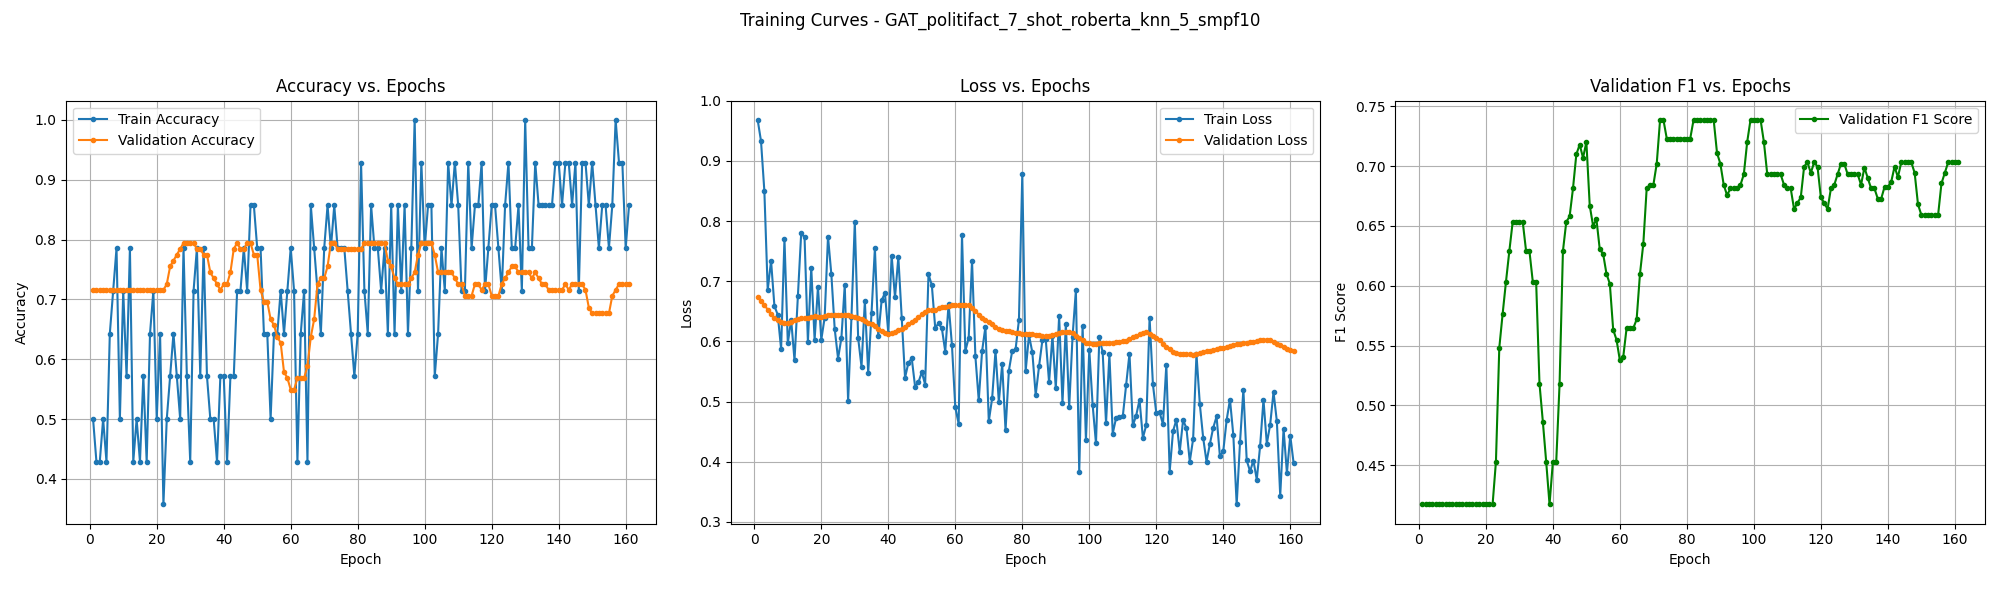 Training Curves - GAT_politifact_7_shot_roberta_knn_5_smpf10
Accuracy vs. Epochs
Train Accuracy
Validation Accuracy
Accuracy
1.0
0.9
0.8
0.7
0.6
0.5
0.4
0 20 40 60 80 100 120 140 160
Epoch
Loss vs. Epochs
Train Loss
Validation Loss
Loss
1.0
0.9
0.8
0.7
0.6
0.5
0.4
0.3
0 20 40 60 80 100 120 140 160
Epoch
Validation F1 vs. Epochs
Validation F1 Score
F1 Score
0.75
0.70
0.65
0.60
0.55
0.50
0.45
0 20 40 60 80 100 120 140 160
Epoch